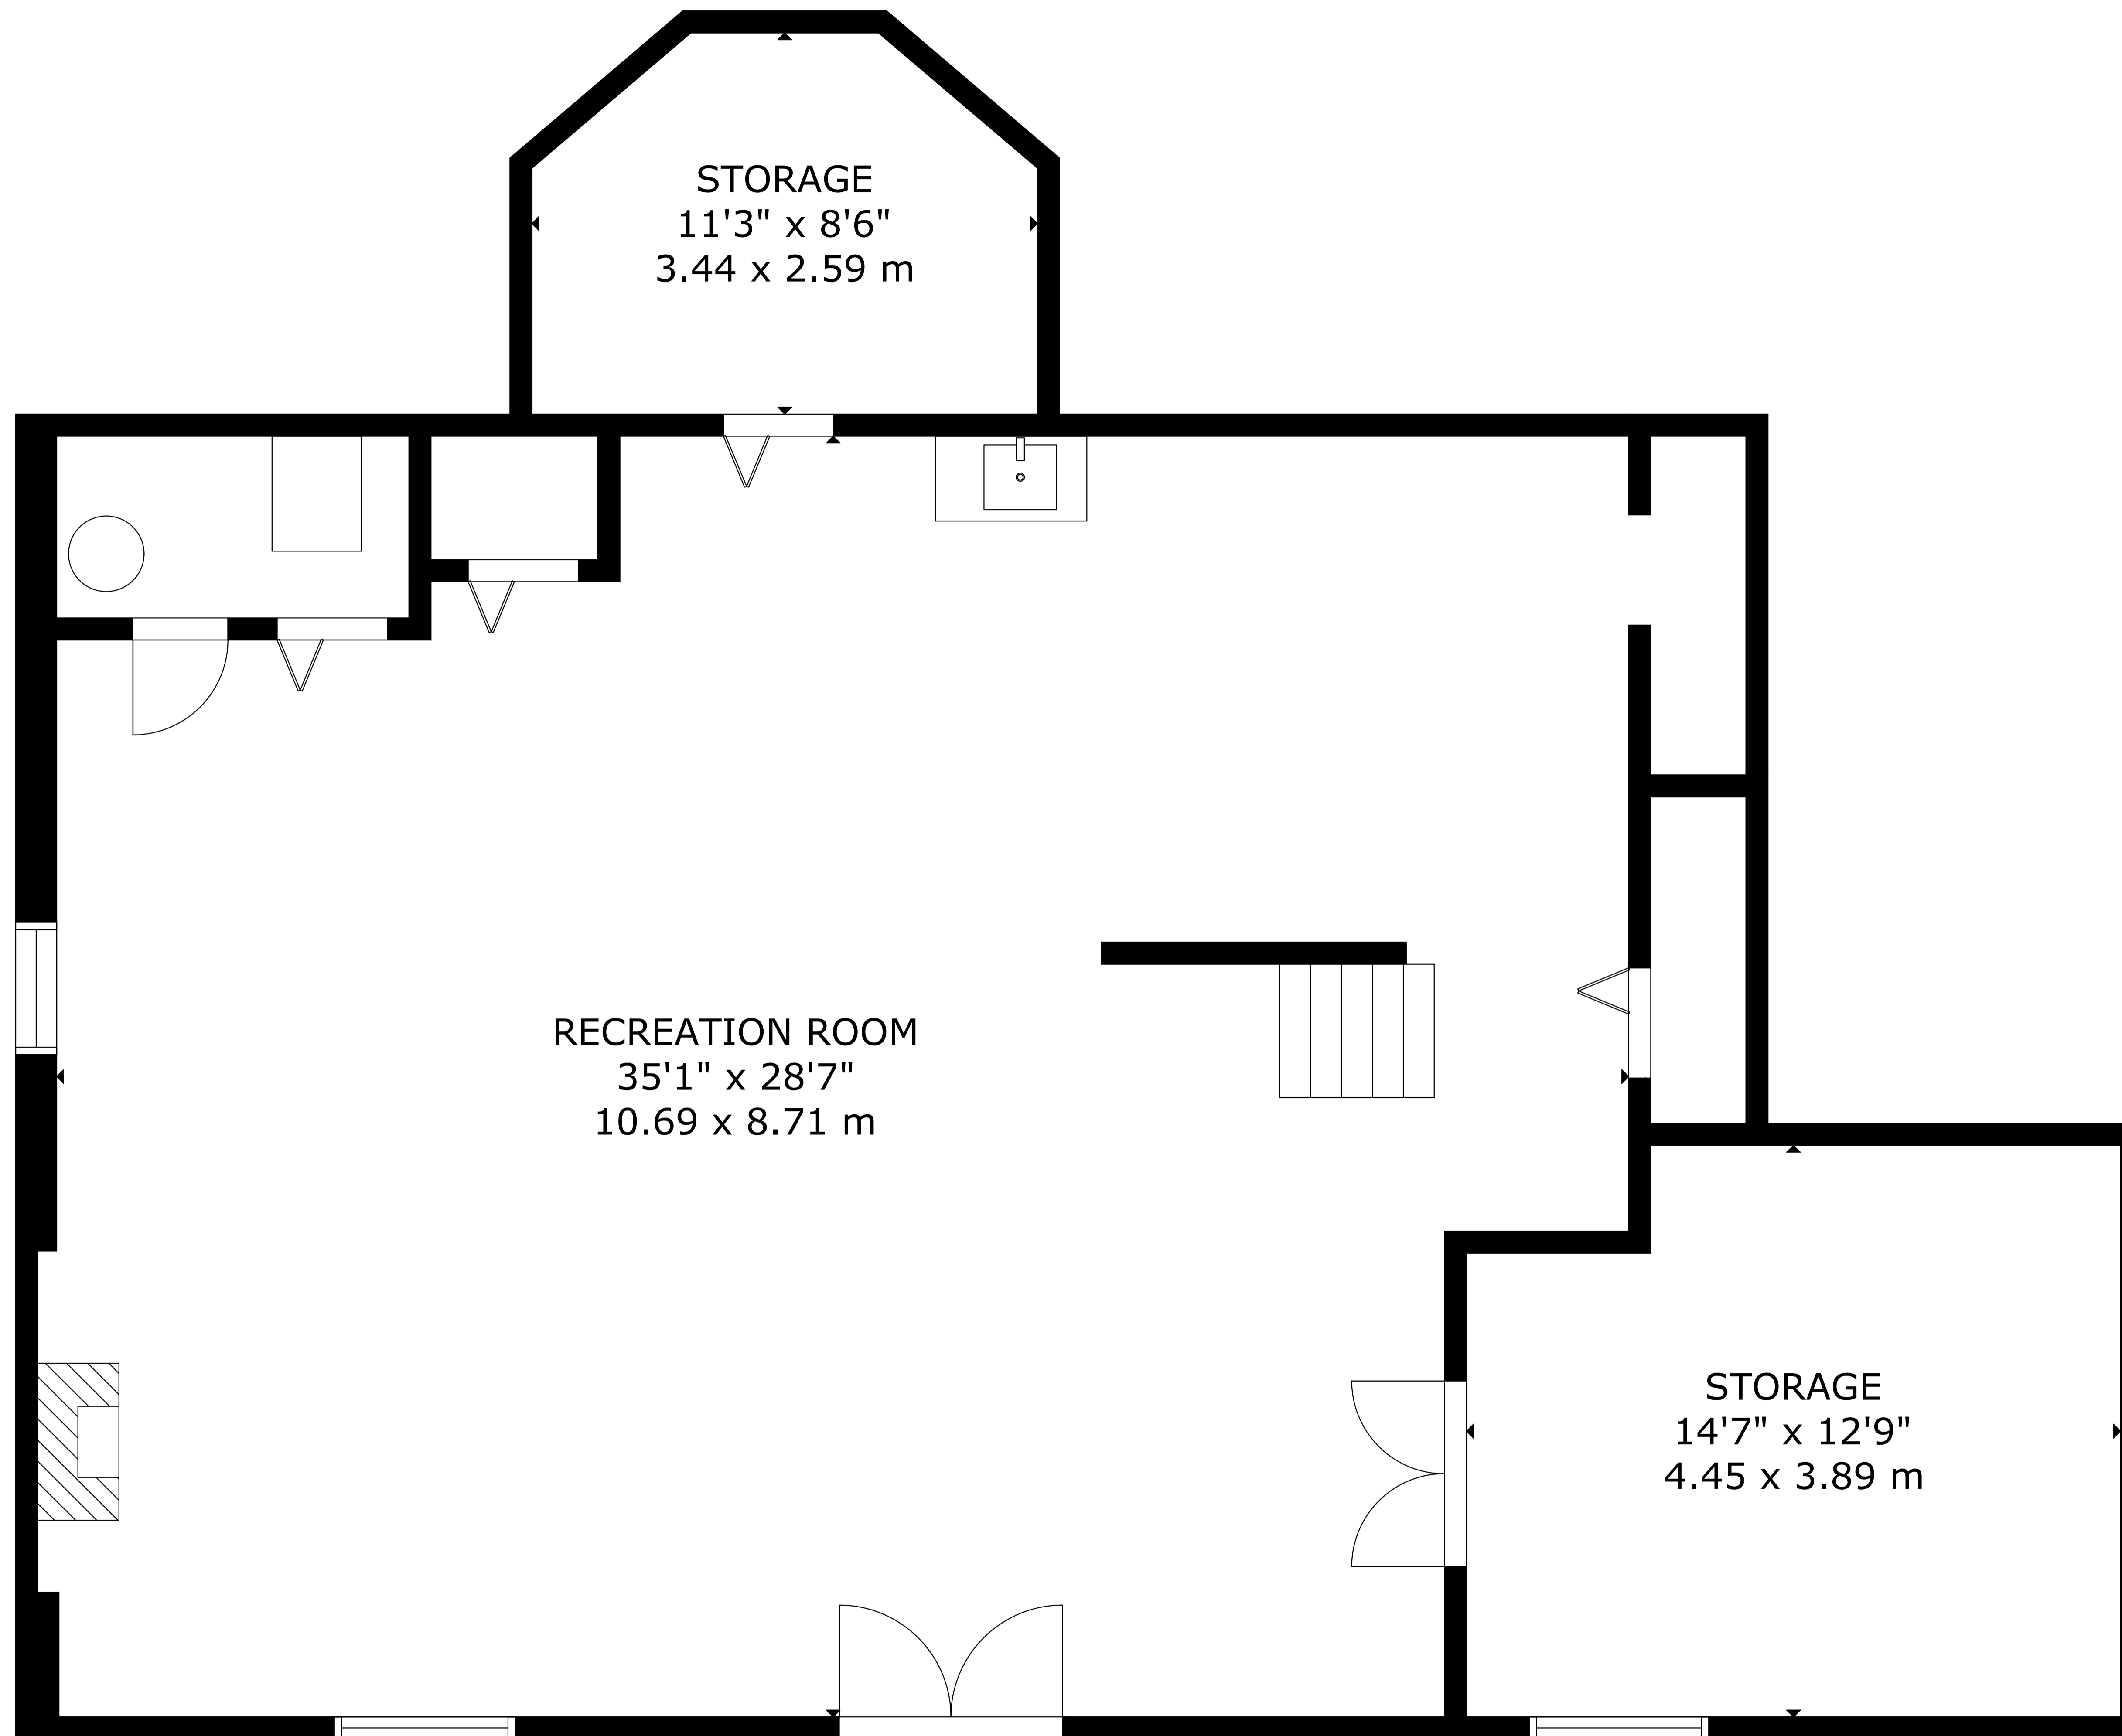 STORAGE
11'3" x 8'6"
3.44 x 2.59 m
RECREATION ROOM
35'1" x 28'7"
10.69 x 8.71 m
STORAGE
14'7" x 12'9"
4.45 x 3.89 m